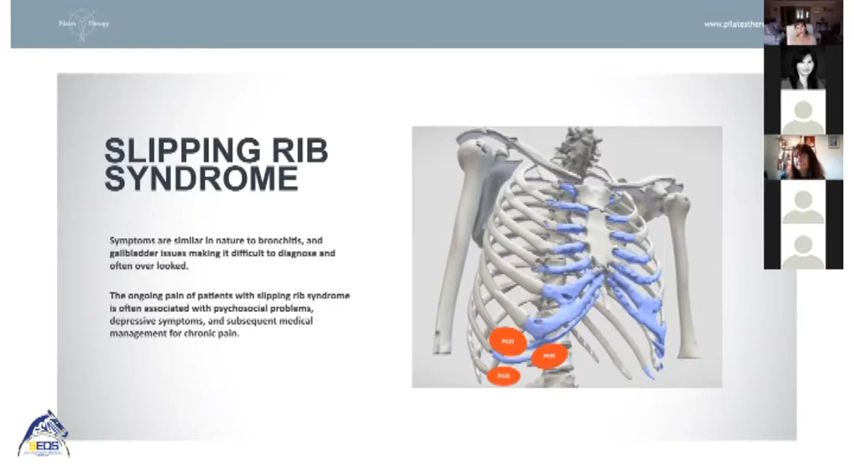 Pilates Therapy
SLIPPING RIB
SYNDROME
Symptoms are similar in nature to bronchitis, and
gallbladder issues making it difficult to diagnose and
often over looked.
The ongoing pain of patients with slipping rib syndrome
is often associated with psychosocial problems,
depressive symptoms, and subsequent medical
management for chronic pain.
PAIN
PAIN
PAIN
EDS